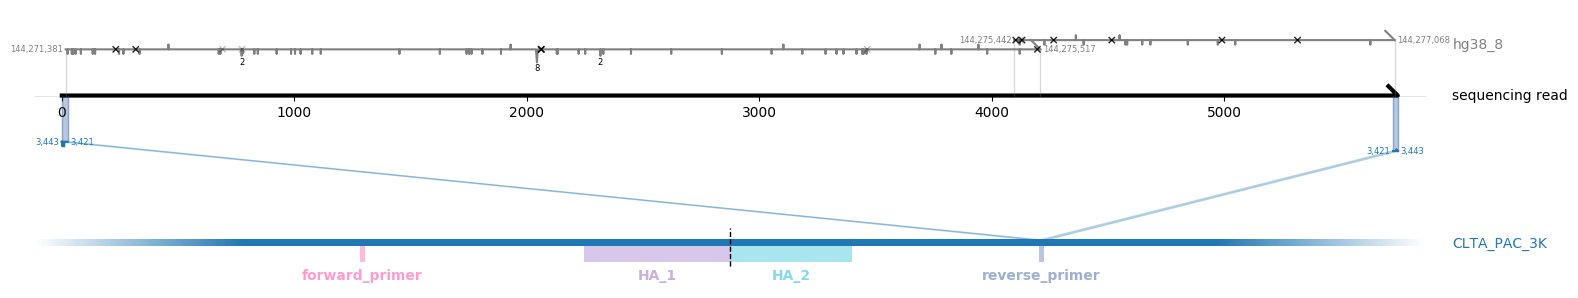 144,271,381 2 8 2 144,275,442 144,275,517 144,277,068 hg38_8
sequencing read
0 1000 2000 3000 4000 5000
3,443 3,421 3,421 3,443
CLTA_PAC_3K
forward_primer HA_1 HA_2 reverse_primer